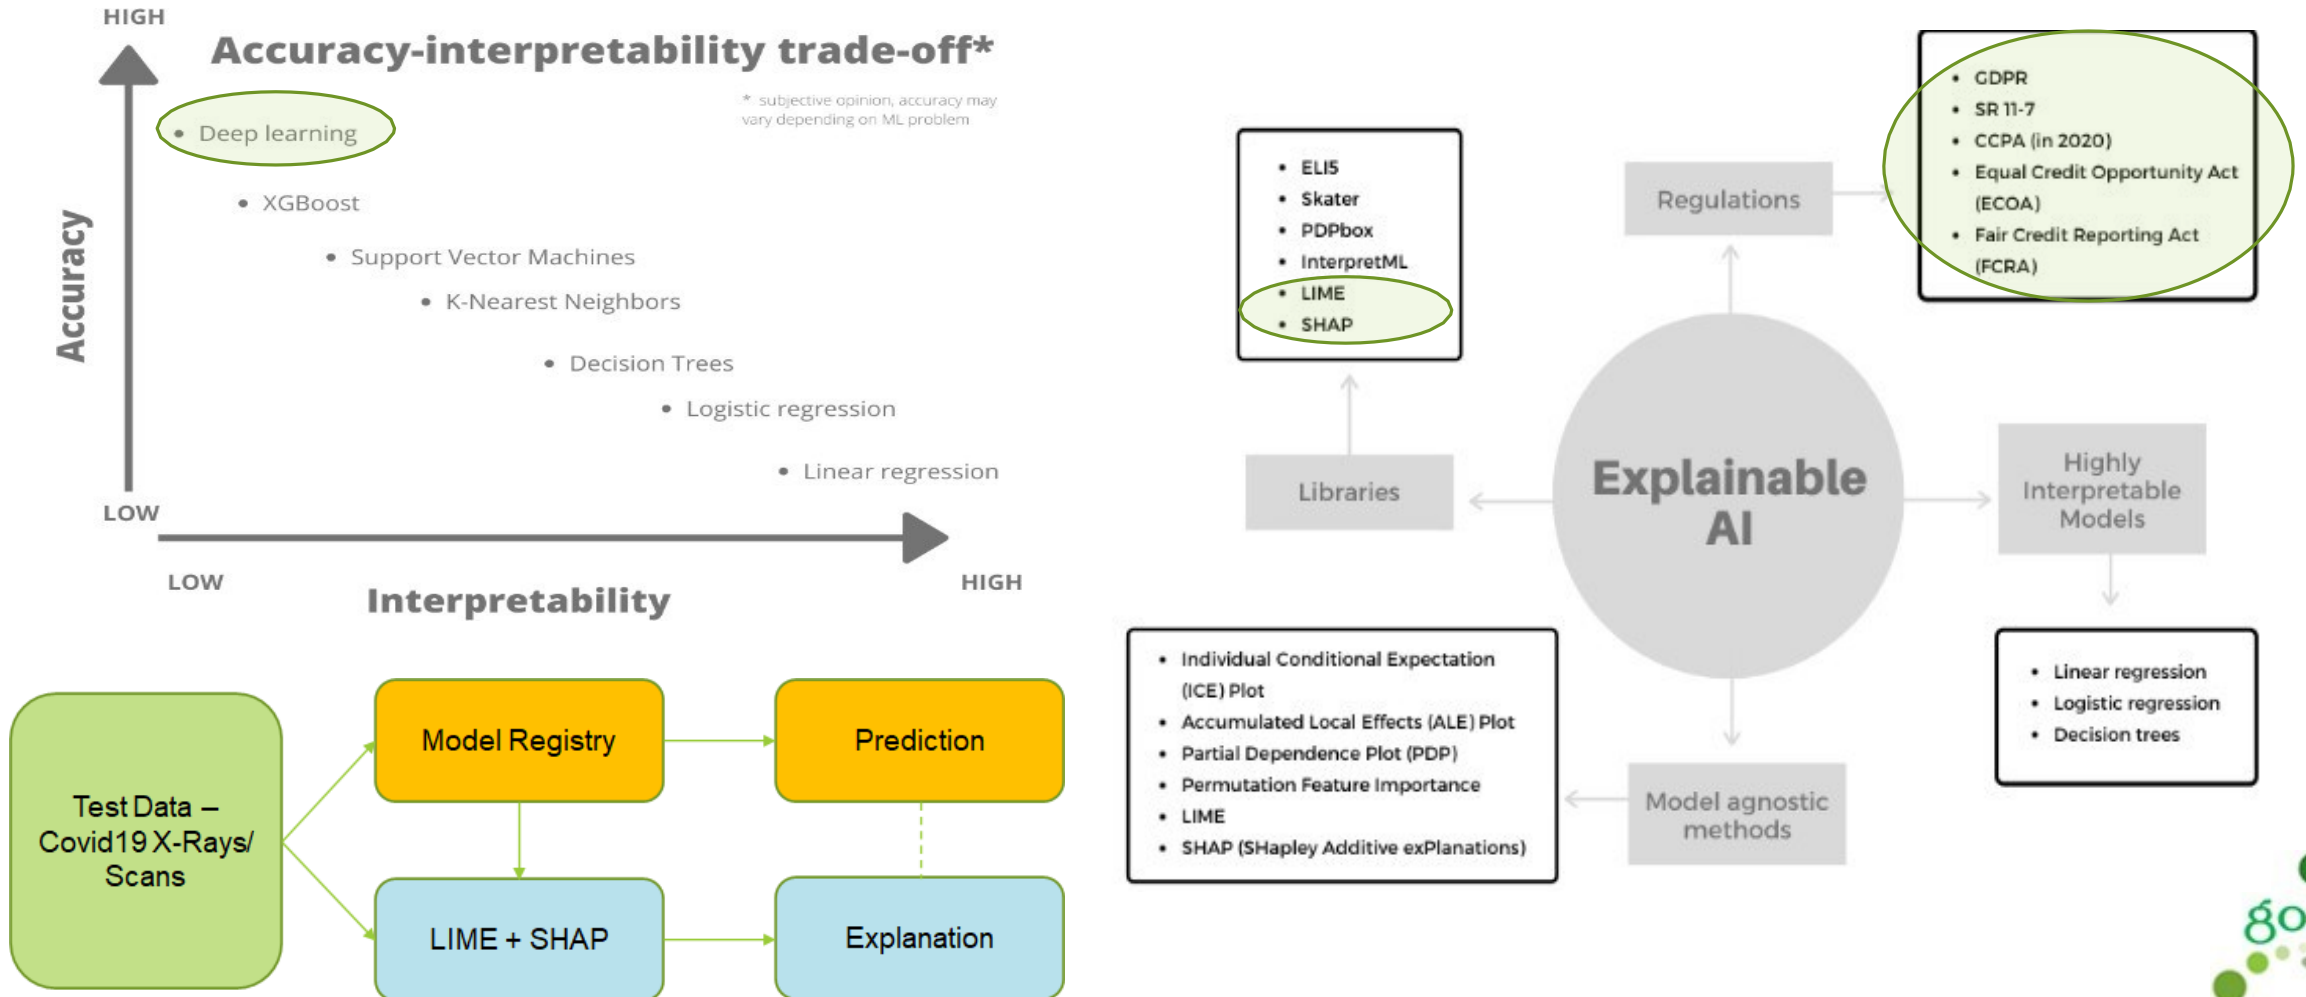 HIGH
Accuracy-interpretability trade-off*
* subjective opinion, accuracy may
vary depending on ML problem
Accuracy
• Deep learning
• XGBoost
• Support Vector Machines
• K-Nearest Neighbors
• Decision Trees
• Logistic regression
• Linear regression
LOW
LOW
HIGH
Interpretability
Test Data –
Covid19 X-Rays/
Scans
Model Registry
Prediction
LIME + SHAP
Explanation
• ELI5
• Skater
• PDPbox
• InterpretML
• LIME
• SHAP
Libraries
Regulations
• GDPR
• SR 11-7
• CCPA (in 2020)
• Equal Credit Opportunity Act
(ECOA)
• Fair Credit Reporting Act
(FCRA)
Explainable
AI
Highly
Interpretable
Models
• Linear regression
• Logistic regression
• Decision trees
Model agnostic
methods
• Individual Conditional Expectation
(ICE) Plot
• Accumulated Local Effects (ALE) Plot
• Partial Dependence Plot (PDP)
• Permutation Feature Importance
• LIME
• SHAP (SHapley Additive exPlanations)
go